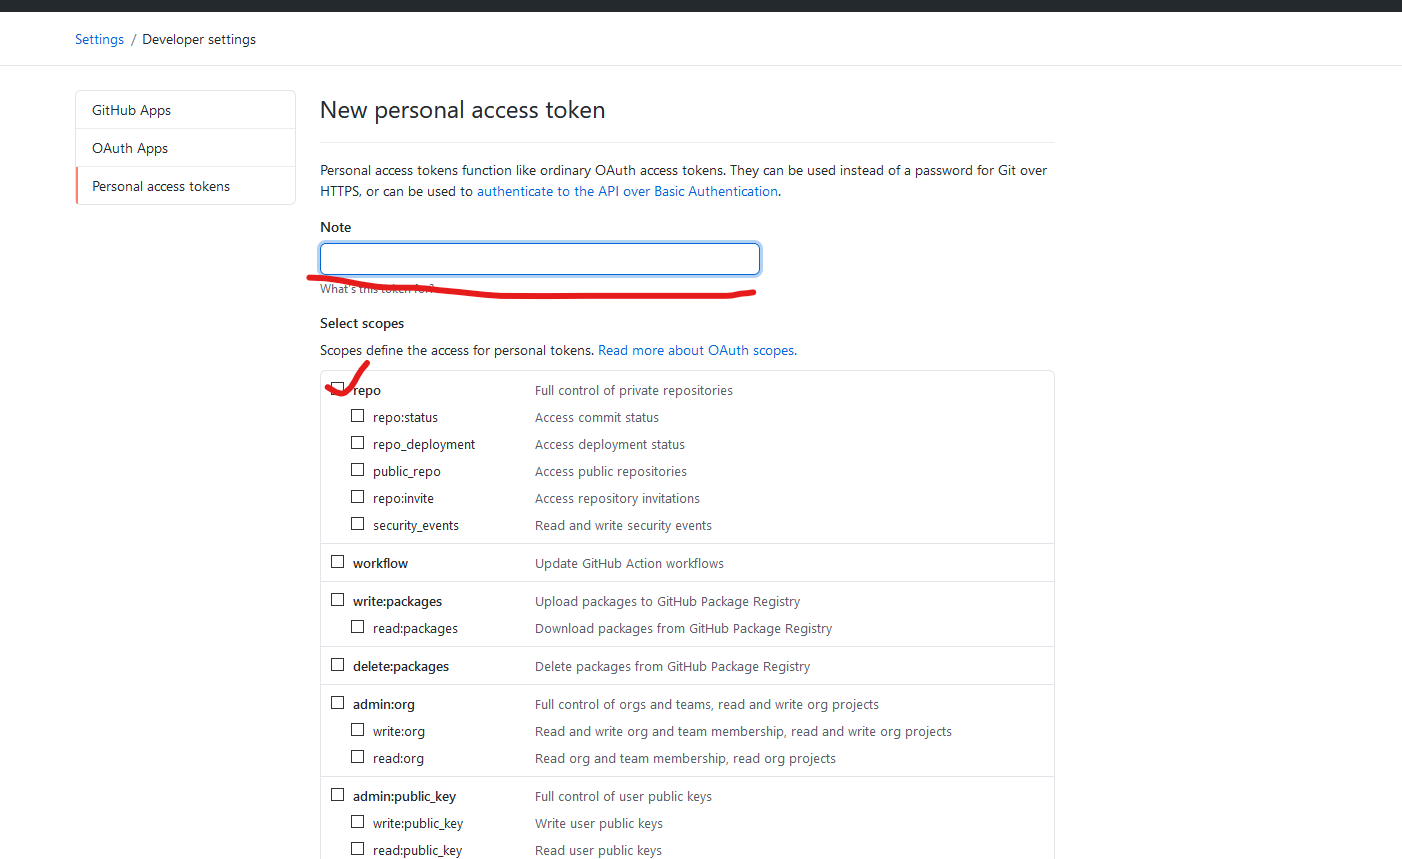 Settings / Developer settings
GitHub Apps
OAuth Apps
Personal access tokens
New personal access token
Personal access tokens function like ordinary OAuth access tokens. They can be used instead of a password for Git over
HTTPS, or can be used to authenticate to the API over Basic Authentication.
Note
What's this token for?
Select scopes
Scopes define the access for personal tokens. Read more about OAuth scopes.
repo Full control of private repositories
repo:status Access commit status
repo_deployment Access deployment status
public_repo Access public repositories
repo:invite Access repository invitations
security_events Read and write security events
workflow Update GitHub Action workflows
write:packages Upload packages to GitHub Package Registry
read:packages Download packages from GitHub Package Registry
delete:packages Delete packages from GitHub Package Registry
admin:org Full control of orgs and teams, read and write org projects
write:org Read and write org and team membership, read and write org projects
read:org Read org and team membership, read org projects
admin:public_key Full control of user public keys
write:public_key Write user public keys
read:public_key Read user public keys